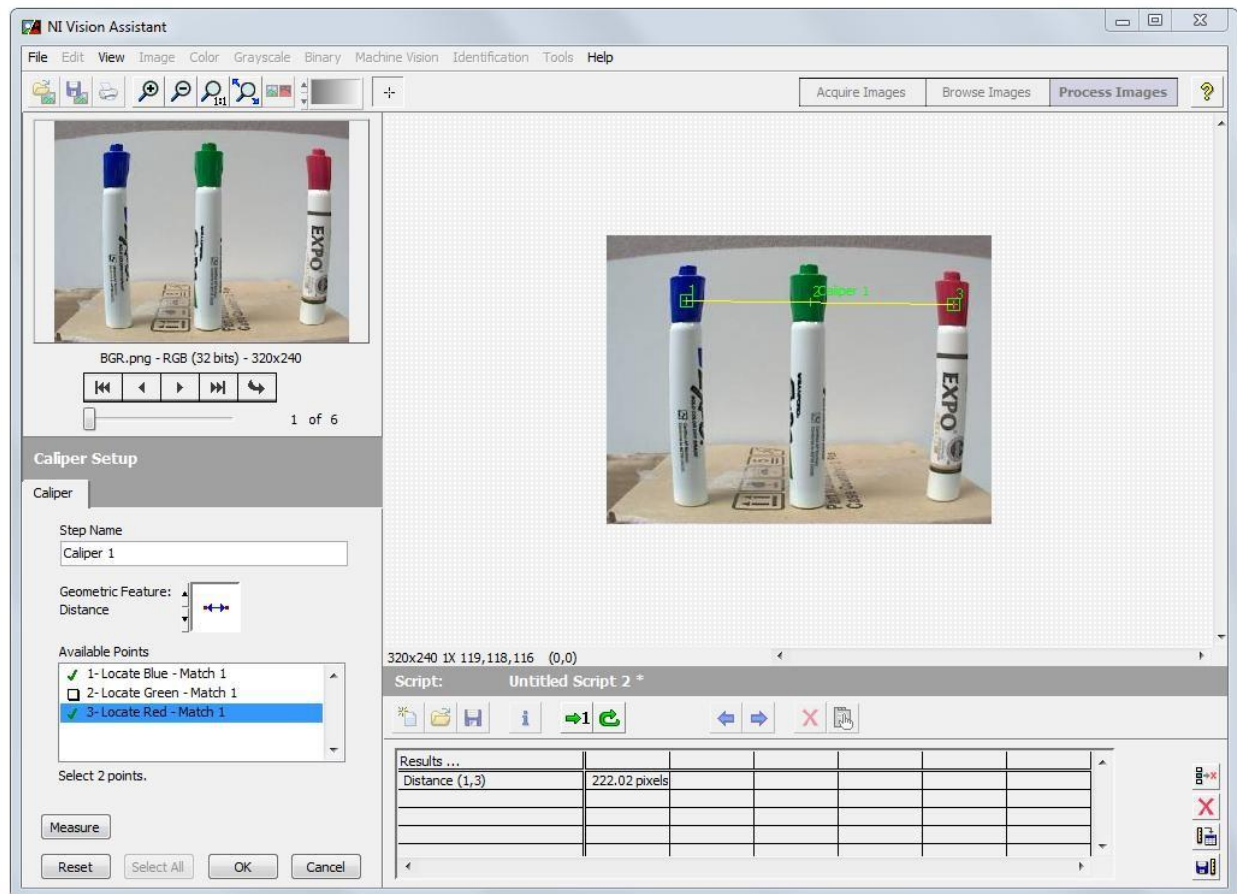 NI Vision Assistant
File Edit View Image Color Grayscale Binary Machine Vision Identification Tools Help
1:1
Acquire Images Browse Images Process Images ?
EXPO
BGR.png - RGB (32 bits) - 320x240
1 of 6
1 2 Caliper 1 3
EXPO
Caliper Setup
Caliper
Step Name
Caliper 1
Geometric Feature:
Distance
Available Points
1- Locate Blue - Match 1
2- Locate Green - Match 1
3- Locate Red - Match 1
Select 2 points.
Measure
Reset Select All OK Cancel
320x240 1X 119,118,116 (0,0)
Script: Untitled Script 2 *
1
Results ...
Distance (1,3) 222.02 pixels